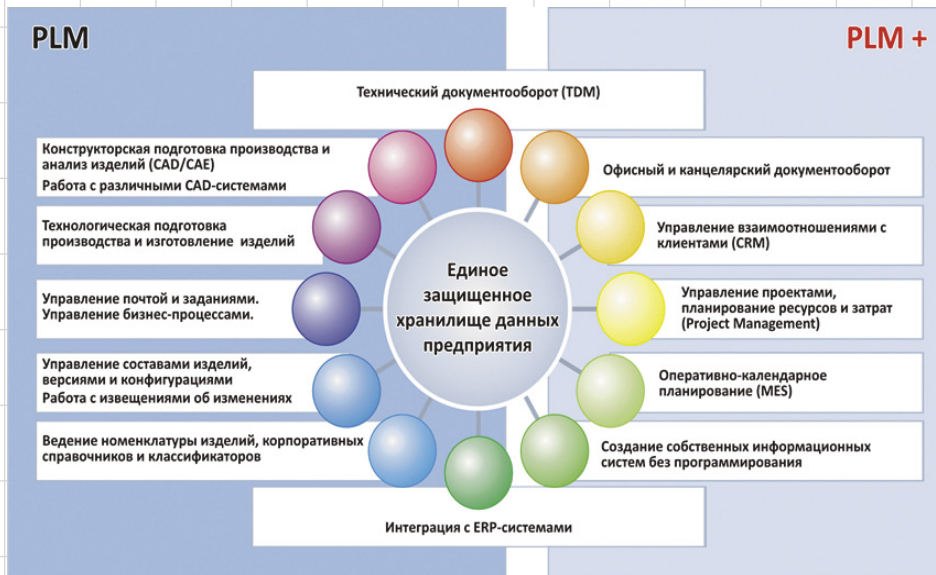 PLM
PLM +
Технический документооборот (TDM)
Конструкторская подготовка производства и
анализ изделий (CAD/CAE)
Работа с различными CAD-системами
Технологическая подготовка
производства и изготовление изделий
Управление почтой и заданиями.
Управление бизнес-процессами.
Управление составами изделий,
версиями и конфигурациями
Работа с извещениями об изменениях
Ведение номенклатуры изделий, корпоративных
справочников и классификаторов
Единое
защищенное
хранилище данных
предприятия
Офисный и канцелярский документооборот
Управление взаимоотношениями с
клиентами (CRM)
Управление проектами,
планирование ресурсов и затрат
(Project Management)
Оперативно-календарное
планирование (MES)
Создание собственных информационных
систем без программирования
Интеграция с ERP-системами